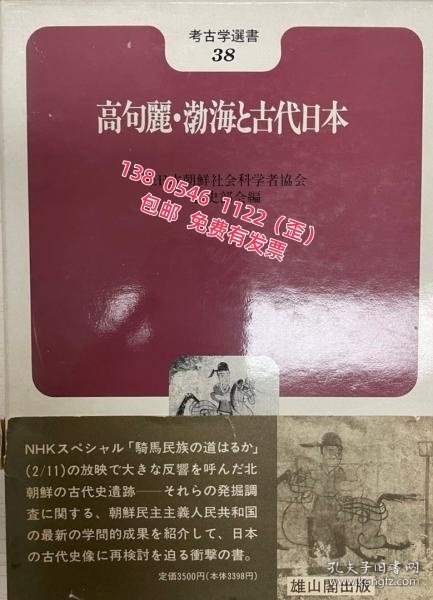 考古学選書
38
高句麗・渤海と古代日本
在日本朝鮮社会科学者協会
歴史部会編
138 0546 1122（歪）
包邮 免费有发票
NHKスペシャル「騎馬民族の道はるか」
(2/11)の放映で大きな反響を呼んだ北
朝鮮の古代史遺跡――それらの発掘調
査に関する、朝鮮民主主義人民共和国
の最新の学問的成果を紹介して、日本
の古代史像に再検討を迫る衝撃の書。
定価3500円(本体3398円)
雄山閣出版
孔夫子旧书网